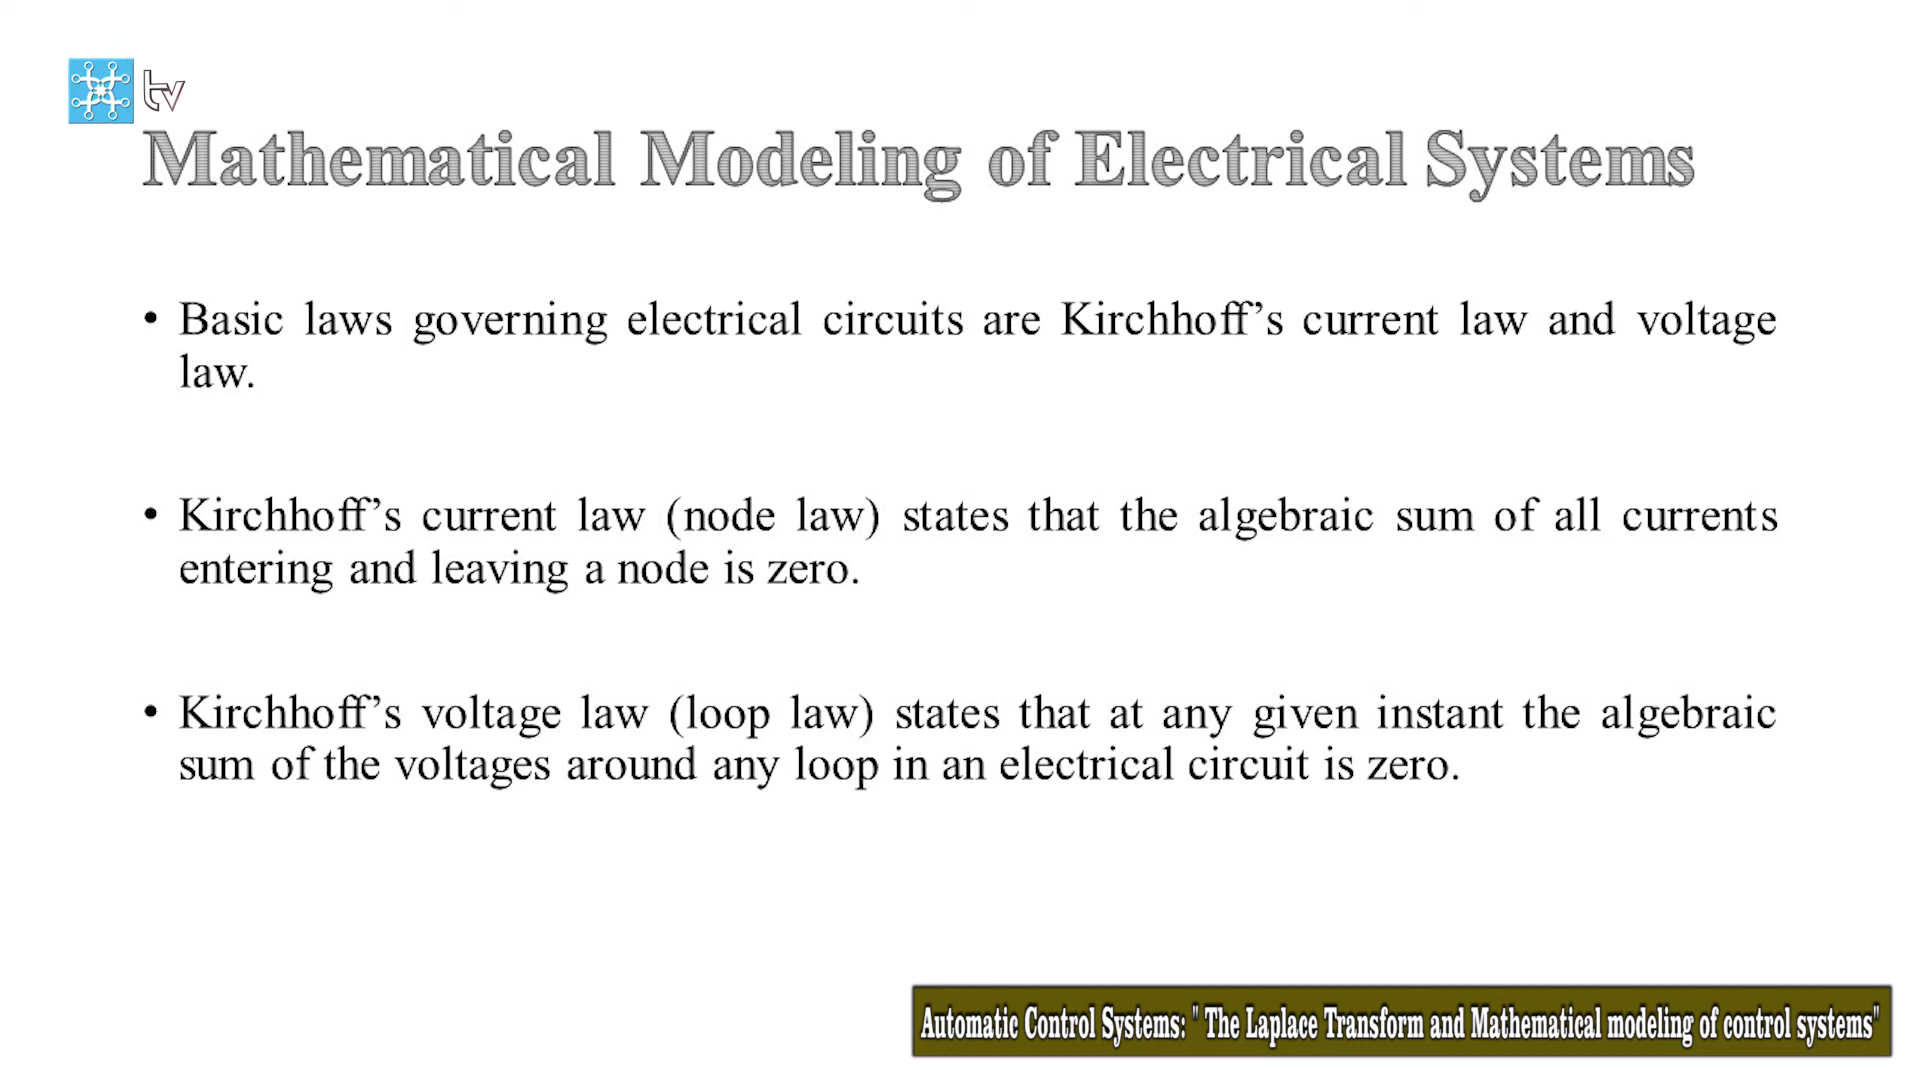 tv
Mathematical Modeling of Electrical Systems
• Basic laws governing electrical circuits are Kirchhoff’s current law and voltage
law.
• Kirchhoff’s current law (node law) states that the algebraic sum of all currents
entering and leaving a node is zero.
• Kirchhoff’s voltage law (loop law) states that at any given instant the algebraic
sum of the voltages around any loop in an electrical circuit is zero.
Automatic Control Systems: " The Laplace Transform and Mathematical modeling of control systems"